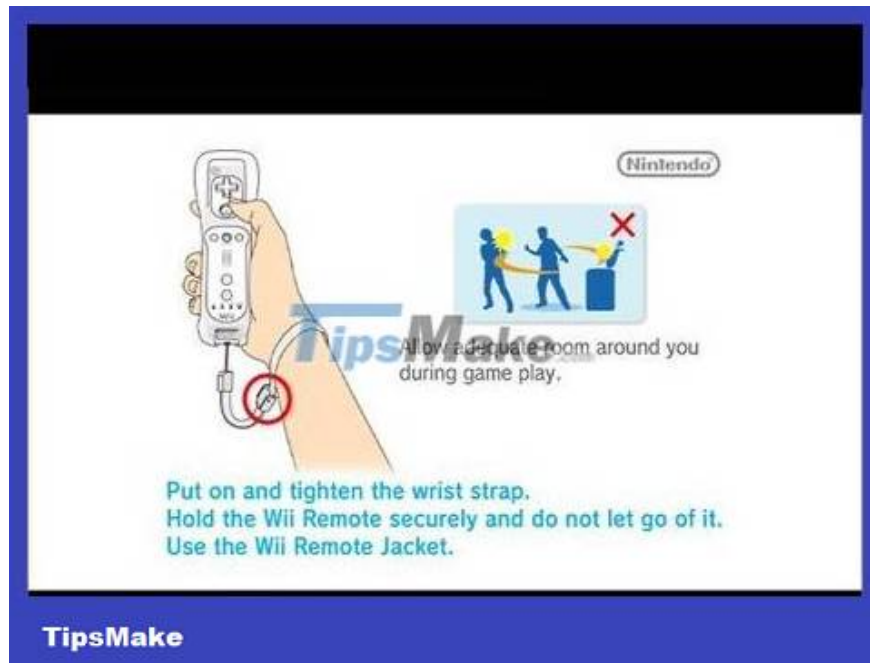 Nintendo
TipsMake.com
Allow adequate room around you
during game play.
Put on and tighten the wrist strap.
Hold the Wii Remote securely and do not let go of it.
Use the Wii Remote Jacket.
TipsMake